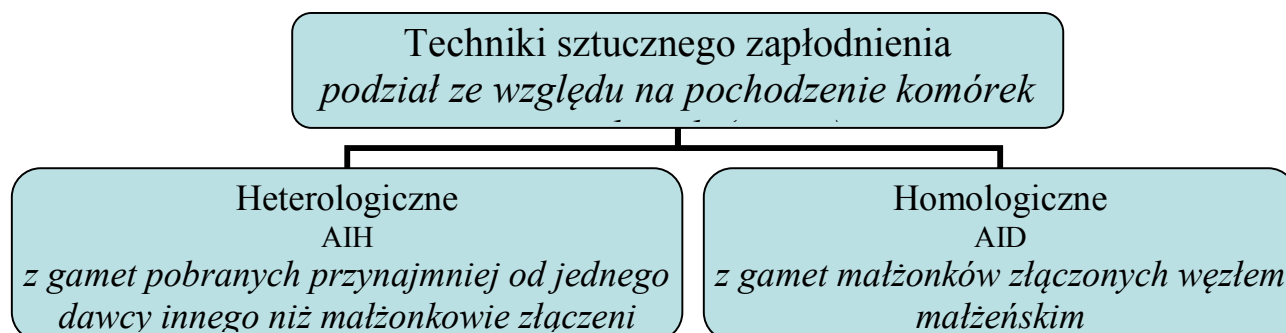 Techniki sztucznego zapłodnienia
podział ze względu na pochodzenie komórek
Heterologiczne
AIH
z gamet pobranych przynajmniej od jednego
dawcy innego niż małżonkowie złączeni
Homologiczne
AID
z gamet małżonków złączonych węzłem
małżeńskim